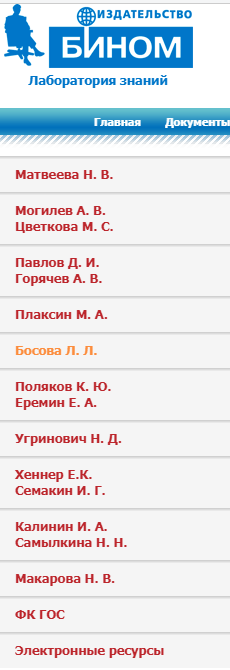 ИЗДАТЕЛЬСТВО
БИНОМ
Лаборатория знаний
Главная Документы
Матвеева Н. В.
Могилев А. В.
Цветкова М. С.
Павлов Д. И.
Горячев А. В.
Плаксин М. А.
Босова Л. Л.
Поляков К. Ю.
Еремин Е. А.
Угринович Н. Д.
Хеннер Е.К.
Семакин И. Г.
Калинин И. А.
Самылкина Н. Н.
Макарова Н. В.
ФК ГОС
Электронные ресурсы